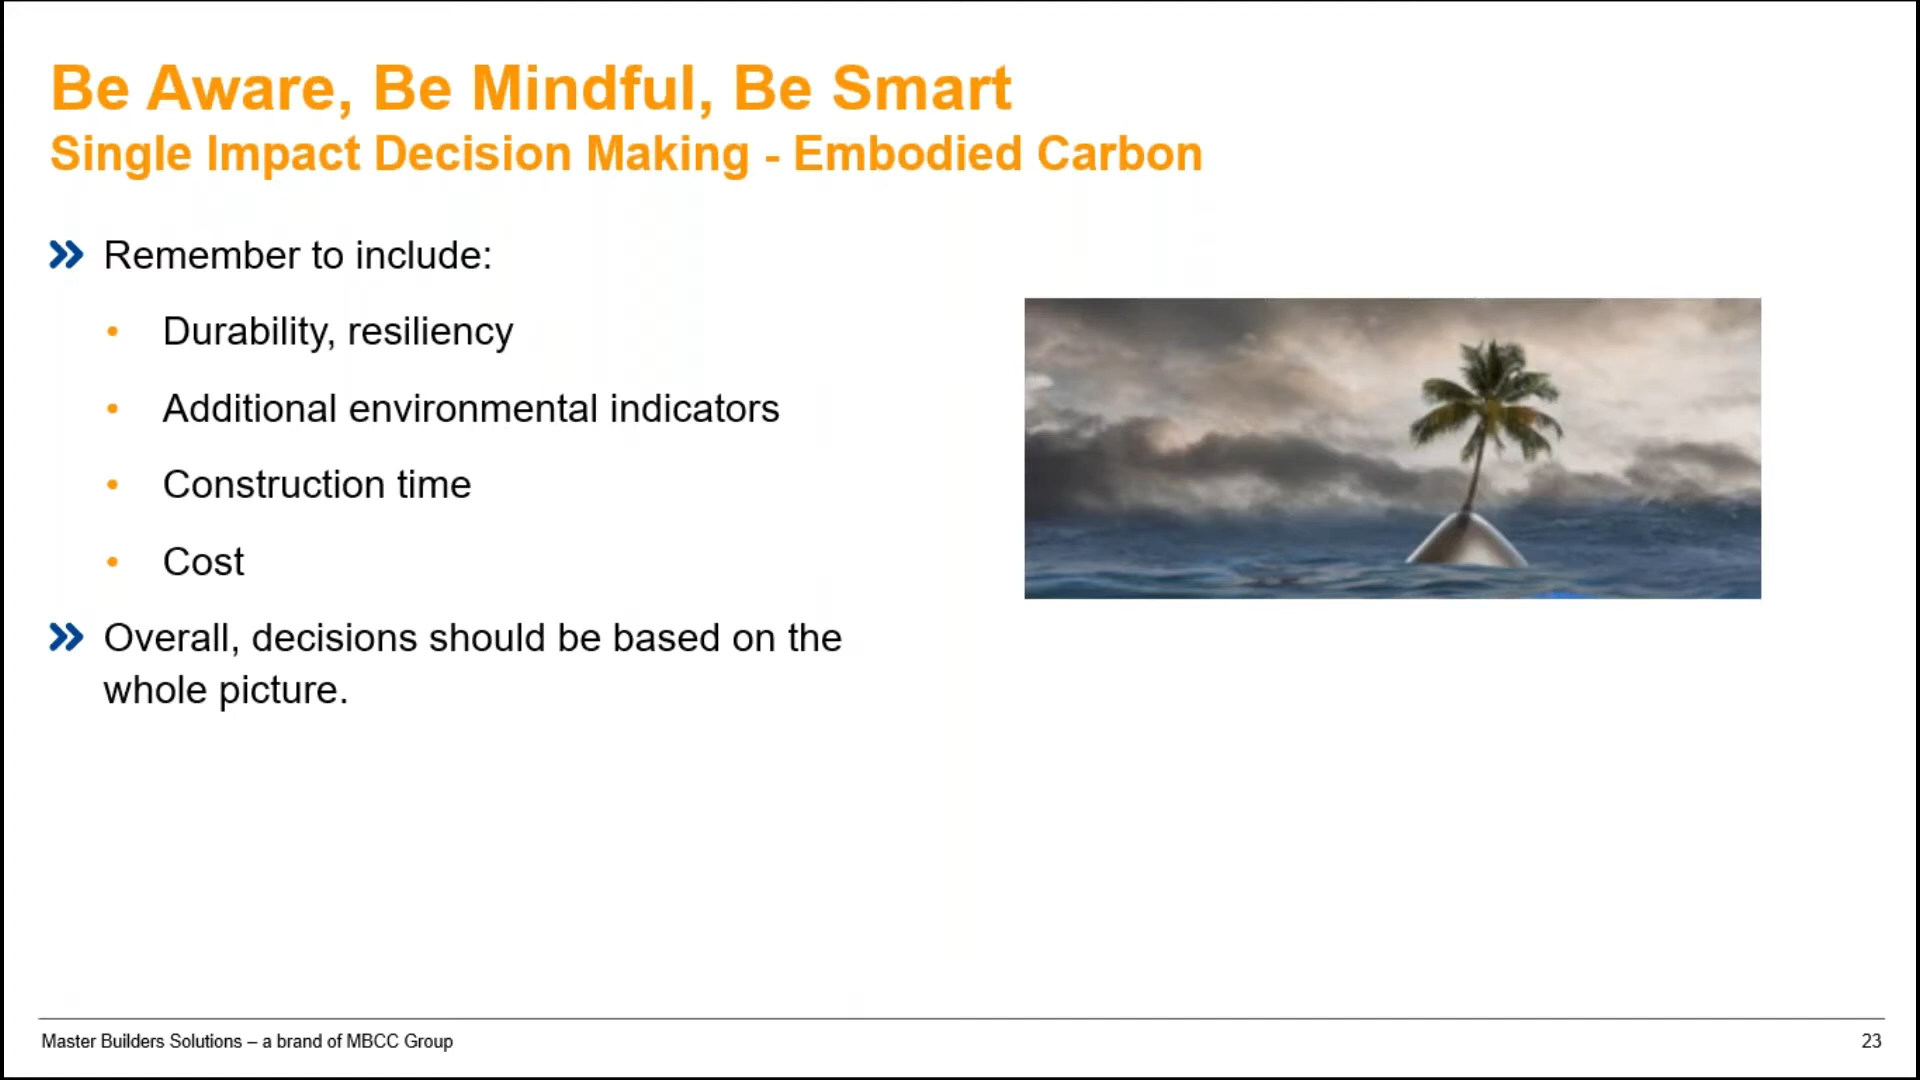 Be Aware, Be Mindful, Be Smart
Single Impact Decision Making - Embodied Carbon
Remember to include:
• Durability, resiliency
• Additional environmental indicators
• Construction time
• Cost
Overall, decisions should be based on the
whole picture.
Master Builders Solutions – a brand of MBCC Group
23